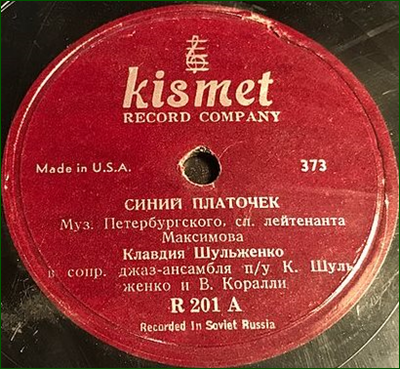 kismet
RECORD COMPANY
Made in U.S.A.
373
СИНИЙ ПЛАТОЧЕК
Муз. Петербургского, сл. лейтенанта
Максимова
Клавдия Шульженко
в сопр. джаз-ансамбля п/у К. Шуль-
женко и В. Коралли
R 201 A
Recorded In Soviet Russia